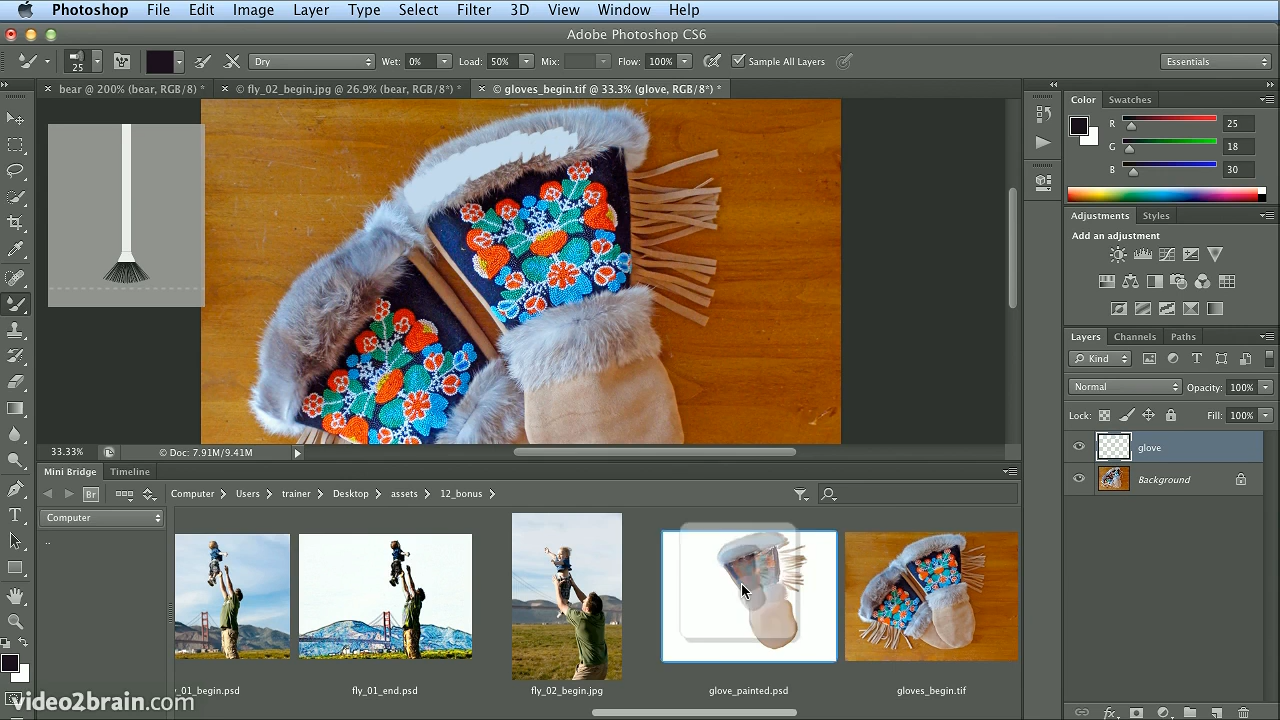 Photoshop File Edit Image Layer Type Select Filter 3D View Window Help
Adobe Photoshop CS6
25 Dry Wet: 0% Load: 50% Mix: Flow: 100% Sample All Layers Essentials
bear @ 200% (bear, RGB/8) * © fly_02_begin.jpg @ 26.9% (bear, RGB/8*) * © gloves_begin.tif @ 33.3% (glove, RGB/8*) *
Color Swatches
R 25
G 18
B 30
Adjustments Styles
Add an adjustment
Layers Channels Paths
Kind
Normal Opacity: 100%
Lock: Fill: 100%
glove
Background
33.33% © Doc: 7.91M/9.41M
Mini Bridge Timeline
Br Computer Users trainer Desktop assets 12_bonus
Computer
..
_01_begin.psd fly_01_end.psd fly_02_begin.jpg glove_painted.psd gloves_begin.tif
video2brain.com